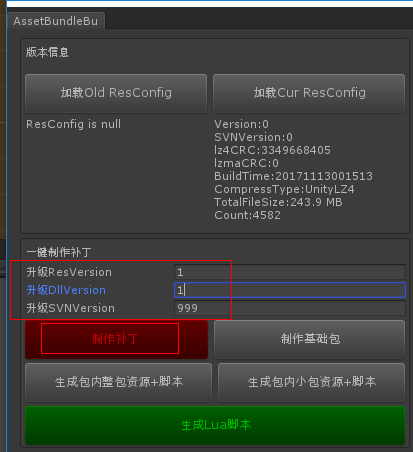 AssetBundleBu
版本信息
加载Old ResConfig
加载Cur ResConfig
ResConfig is null
Version:0
SVNVersion:0
lz4CRC:3349668405
lzmaCRC:0
BuildTime:20171113001513
CompressType:UnityLZ4
TotalFileSize:243.9 MB
Count:4582
一键制作补丁
升级ResVersion 1
升级DllVersion 1
升级SVNVersion 999
制作补丁
制作基础包
生成包内整包资源+脚本
生成包内小包资源+脚本
生成Lua脚本